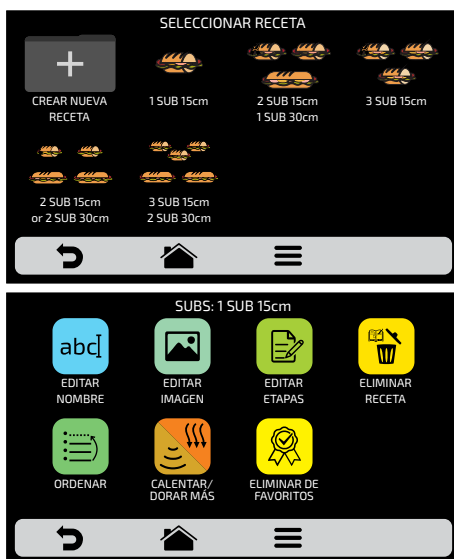 SELECCIONAR RECETA
CREAR NUEVA
RECETA
1 SUB 15cm
2 SUB 15cm
1 SUB 30cm
3 SUB 15cm
2 SUB 15cm
or 2 SUB 30cm
3 SUB 15cm
2 SUB 30cm
SUBS: 1 SUB 15cm
abc
EDITAR
NOMBRE
EDITAR
IMAGEN
EDITAR
ETAPAS
ELIMINAR
RECETA
ORDENAR
CALENTAR/
DORAR MÁS
ELIMINAR DE
FAVORITOS